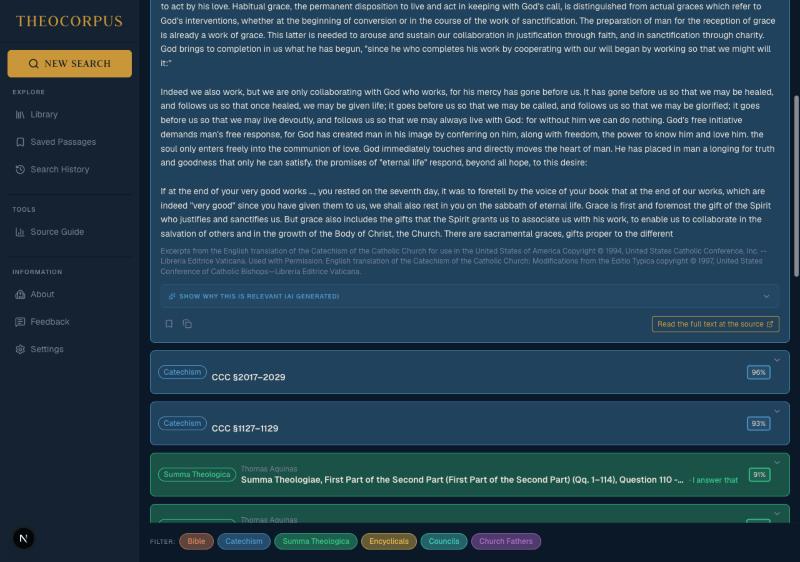 THEOCORPUS
NEW SEARCH
EXPLORE
Library
Saved Passages
Search History
TOOLS
Source Guide
INFORMATION
About
Feedback
Settings
N
to act by his love. Habitual grace, the permanent disposition to live and act in keeping with God's call, is distinguished from actual graces which refer to
God's interventions, whether at the beginning of conversion or in the course of the work of sanctification. The preparation of man for the reception of grace
is already a work of grace. This latter is needed to arouse and sustain our collaboration in justification through faith, and in sanctification through charity.
God brings to completion in us what he has begun, "since he who completes his work by cooperating with our will began by working so that we might will
it:"
Indeed we also work, but we are only collaborating with God who works, for his mercy has gone before us. It has gone before us so that we may be healed,
and follows us so that once healed, we may be given life; it goes before us so that we may be called, and follows us so that we may be glorified; it goes
before us so that we may live devoutly, and follows us so that we may always live with God: for without him we can do nothing. God's free initiative
demands man's free response, for God has created man in his image by conferring on him, along with freedom, the power to know him and love him. the
soul only enters freely into the communion of love. God immediately touches and directly moves the heart of man. He has placed in man a longing for truth
and goodness that only he can satisfy. the promises of "eternal life" respond, beyond all hope, to this desire:
If at the end of your very good works ..., you rested on the seventh day, it was to foretell by the voice of your book that at the end of our works, which are
indeed "very good" since you have given them to us, we shall also rest in you on the sabbath of eternal life. Grace is first and foremost the gift of the Spirit
who justifies and sanctifies us. But grace also includes the gifts that the Spirit grants us to associate us with his work, to enable us to collaborate in the
salvation of others and in the growth of the Body of Christ, the Church. There are sacramental graces, gifts proper to the different
Excerpts from the English translation of the Catechism of the Catholic Church for use in the United States of America Copyright © 1994, United States Catholic Conference, Inc. --
Libreria Editrice Vaticana. Used with Permission. English translation of the Catechism of the Catholic Church: Modifications from the Editio Typica copyright © 1997, United States
Conference of Catholic Bishops—Libreria Editrice Vaticana.
SHOW WHY THIS IS RELEVANT (AI GENERATED)
Read the full text at the source
Catechism
CCC §2017–2029
96%
Catechism
CCC §1127–1129
93%
Summa Theologica
Thomas Aquinas
Summa Theologiae, First Part of the Second Part (First Part of the Second Part) (Qq. 1–114), Question 110 -...
· I answer that
91%
Thomas Aquinas
FILTER:
Bible
Catechism
Summa Theologica
Encyclicals
Councils
Church Fathers